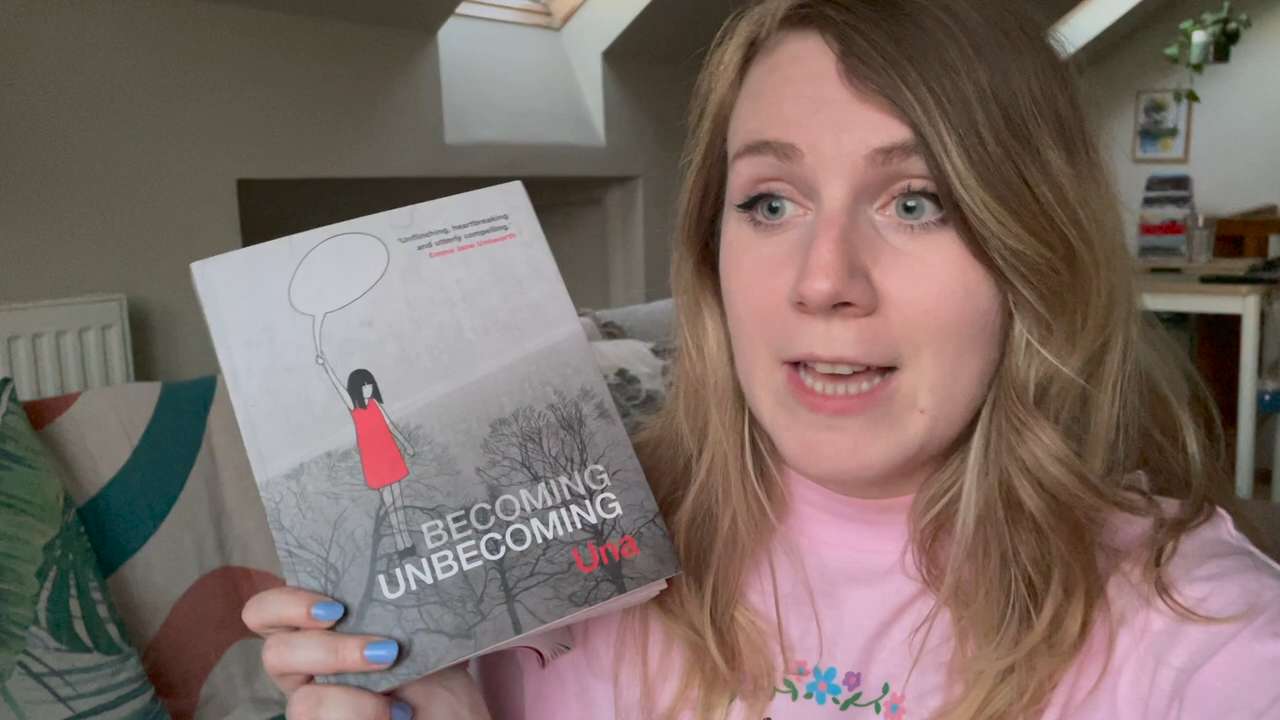 'Unflinching, heartbreaking
and utterly compelling.
Emma Jane Unsworth
BECOMING
UNBECOMING
Una